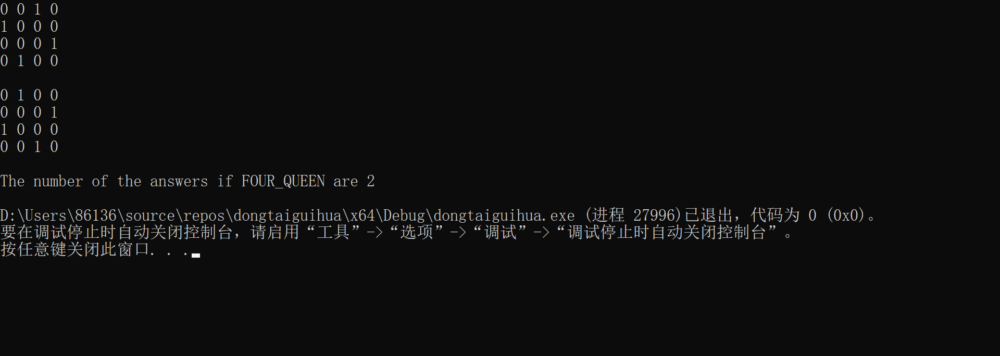 0 0 1 0
1 0 0 0
0 0 0 1
0 1 0 0
0 1 0 0
0 0 0 1
1 0 0 0
0 0 1 0
The number of the answers if FOUR_QUEEN are 2
D:\Users\86136\source\repos\dongtaiguihua\x64\Debug\dongtaiguihua.exe (进程 27996)已退出，代码为 0 (0x0)。
要在调试停止时自动关闭控制台，请启用“工具”->“选项”->“调试”->“调试停止时自动关闭控制台”。
按任意键关闭此窗口. . .